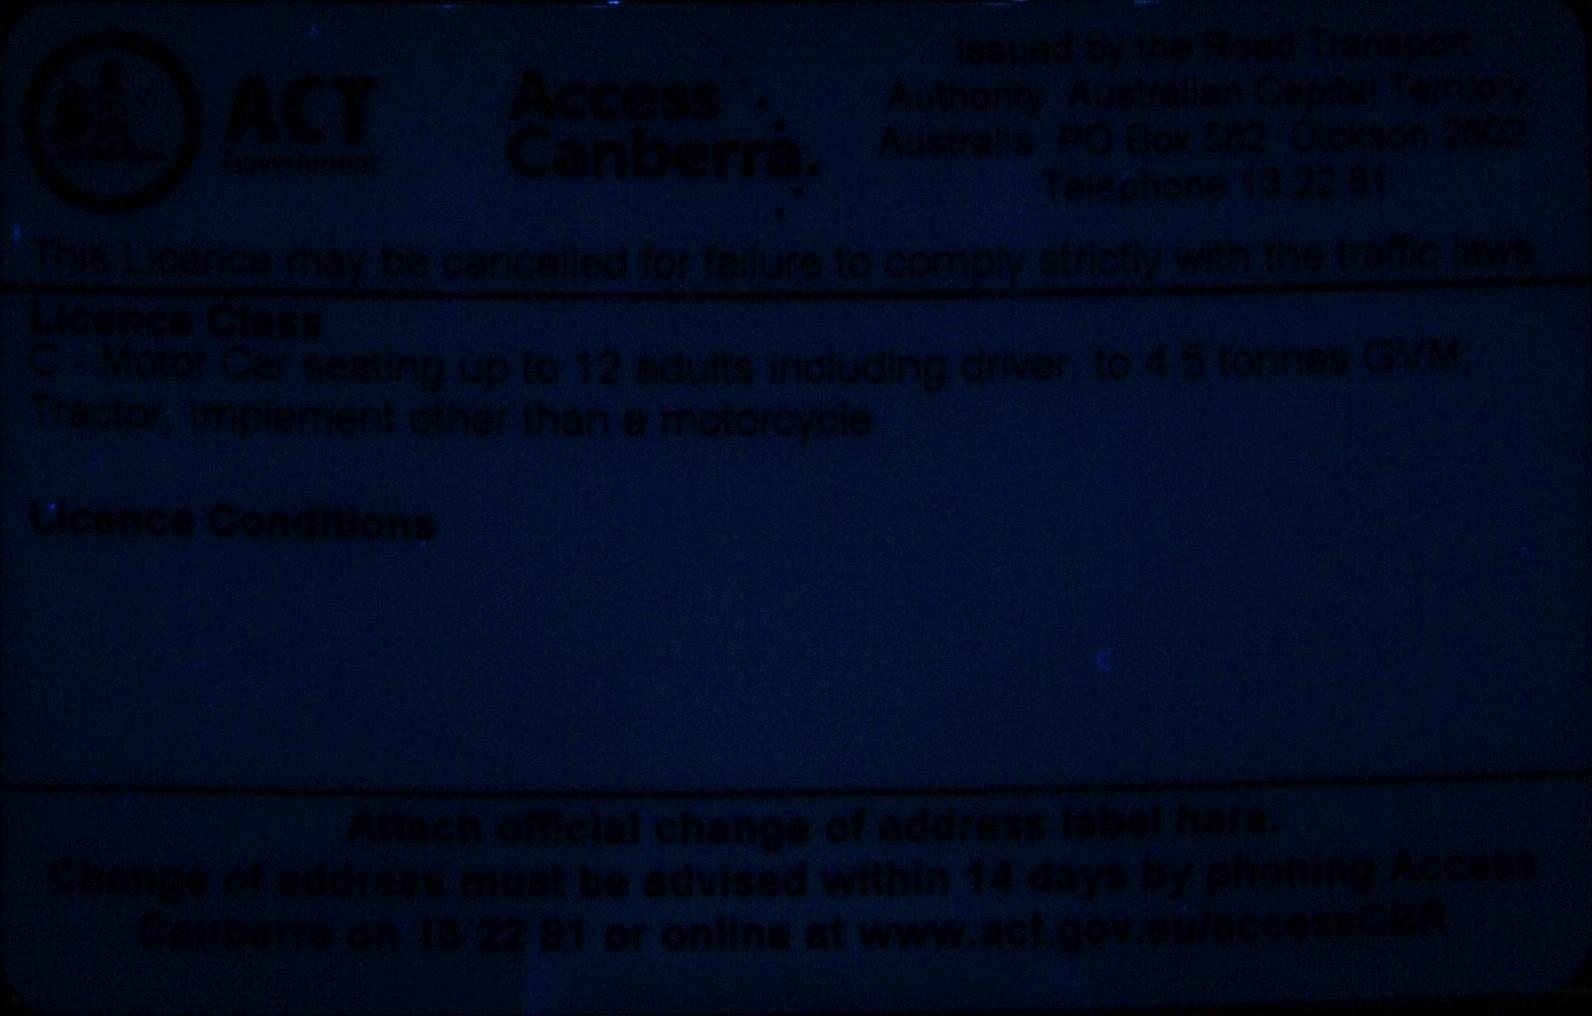 ACT
Government
Access
Canberra.
Issued by the Road Transport
Authority Australian Capital Territory,
Australia PO Box 582 Dickson 2602
Telephone 13 22 81
This Licence may be cancelled for failure to comply strictly with the traffic laws
Licence Class
C - Motor Car seating up to 12 adults including driver, to 4.5 tonnes GVM,
Tractor, Implement other than a motorcycle
Licence Conditions
Attach official change of address label here.
Change of address must be advised within 14 days by phoning Access
Canberra on 13 22 81 or online at www.act.gov.au/accessCBR